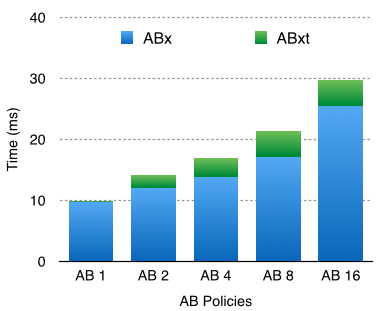 40
ABx ABxt
30
20
10
0
Time (ms)
AB 1 AB 2 AB 4 AB 8 AB 16
AB Policies